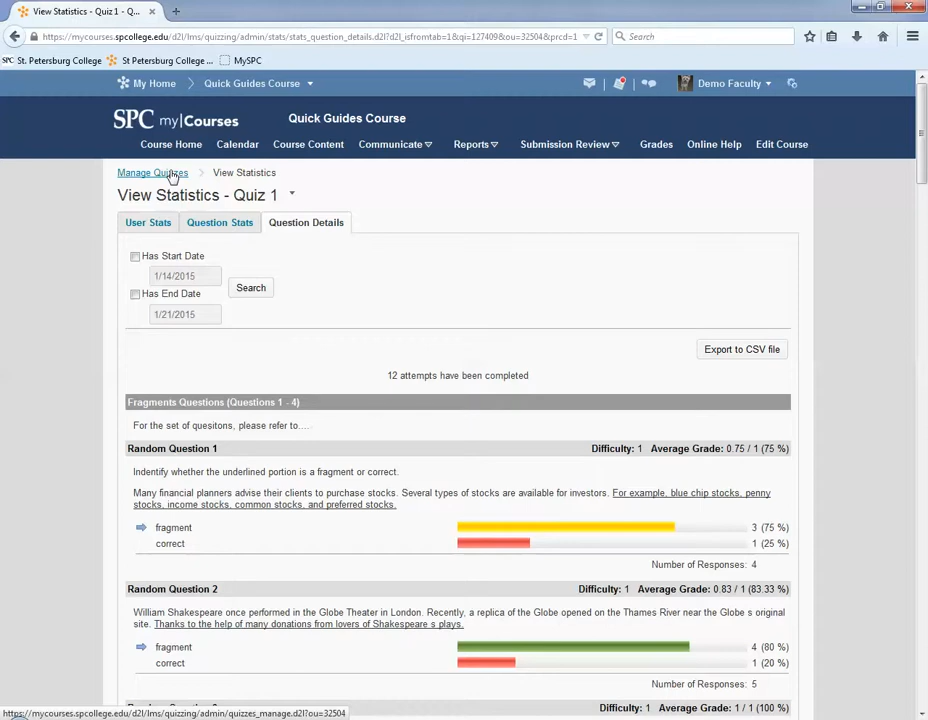 View Statistics - Quiz 1 - Q...
https://mycourses.spcollege.edu/d2l/lms/quizzing/admin/stats/stats_question_details.d2l?d2l_isfromtab=1&qi=127409&ou=32504&prcd=1
Search
St. Petersburg College
St Petersburg College ...
MySPC
My Home
Quick Guides Course
Demo Faculty
SPC my|Courses
Quick Guides Course
Course Home
Calendar
Course Content
Communicate
Reports
Submission Review
Grades
Online Help
Edit Course
Manage Quizzes
View Statistics
View Statistics - Quiz 1
User Stats
Question Stats
Question Details
Has Start Date
1/14/2015
Search
Has End Date
1/21/2015
Export to CSV file
12 attempts have been completed
Fragments Questions (Questions 1 - 4)
For the set of quesitons, please refer to....
Random Question 1 Difficulty: 1 Average Grade: 0.75 / 1 (75 %)
Indentify whether the underlined portion is a fragment or correct.
Many financial planners advise their clients to purchase stocks. Several types of stocks are available for investors. For example, blue chip stocks, penny
stocks, income stocks, common stocks, and preferred stocks.
fragment 3 (75 %)
correct 1 (25 %)
Number of Responses: 4
Random Question 2 Difficulty: 1 Average Grade: 0.83 / 1 (83.33 %)
William Shakespeare once performed in the Globe Theater in London. Recently, a replica of the Globe opened on the Thames River near the Globe s original
site. Thanks to the help of many donations from lovers of Shakespeare s plays.
fragment 4 (80 %)
correct 1 (20 %)
Number of Responses: 5
Difficulty: 1 Average Grade: 1 / 1 (100 %)
https://mycourses.spcollege.edu/d2l/lms/quizzing/admin/quizzes_manage.d2l?ou=32504